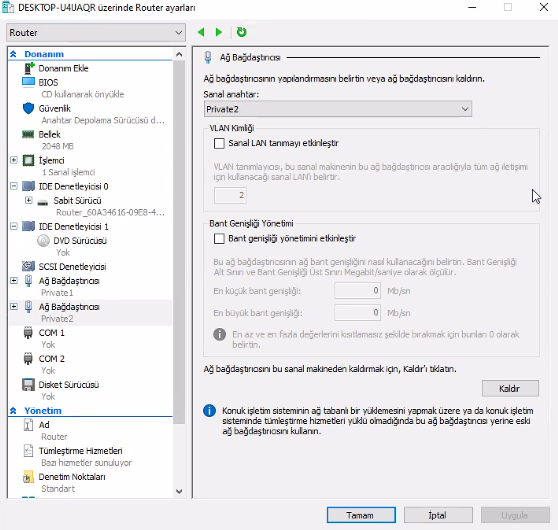 DESKTOP-U4IJAQR üzerinde Router ayarları
Router
Donanım
Donanım Ekle
BIOS
CD kullanarak önyükle
Güvenlik
Anahtar Depolama Sürücüsü d...
Bellek
2048 MB
İşlemci
1 Sanal işlemci
IDE Denetleyicisi 0
Sabit Sürücü
Router_60A34616-09E8-4...
IDE Denetleyicisi 1
DVD Sürücüsü
Yok
SCSI Denetleyicisi
Ağ Bağdaştırıcısı
Private1
Ağ Bağdaştırıcısı
Private2
COM 1
Yok
COM 2
Yok
Disket Sürücüsü
Yok
Yönetim
Ad
Router
Tümleştirme Hizmetleri
Bazı hizmetler sunuluyor
Denetim Noktaları
Standart
Ağ Bağdaştırıcısı
Ağ bağdaştırıcısının yapılandırmasını belirtin veya ağ bağdaştırıcısını kaldırın.
Sanal anahtar:
Private2
VLAN Kimliği
Sanal LAN tanımayı etkinleştir
VLAN tanımlayıcısı, bu sanal makinenin bu ağ bağdaştırıcısı aracılığıyla tüm ağ iletişimi
için kullanacağı sanal LAN'ı belirtir.
2
Bant Genişliği Yönetimi
Bant genişliği yönetimini etkinleştir
Bu ağ bağdaştırıcısının ağ bant genişliğini nasıl kullanacağını belirtin. Bant Genişliği
Alt Sınırı ve Bant Genişliği Üst Sınırı Megabit/saniye olarak ölçülür.
En küçük bant genişliği: 0 Mb/sn
En büyük bant genişliği: 0 Mb/sn
En az ve en fazla değerlerini kısıtlamasız şekilde bırakmak için bunları 0 olarak
belirtin.
Ağ bağdaştırıcısını bu sanal makineden kaldırmak için, Kaldır'ı tıklatın.
Kaldır
Konuk işletim sisteminin ağ tabanlı bir yüklemesini yapmak üzere ya da konuk işletim
sisteminde tümleştirme hizmetleri yüklü olmadığında bu ağ bağdaştırıcısı yerine eski
ağ bağdaştırıcısını kullanın.
Tamam
İptal
Uygula